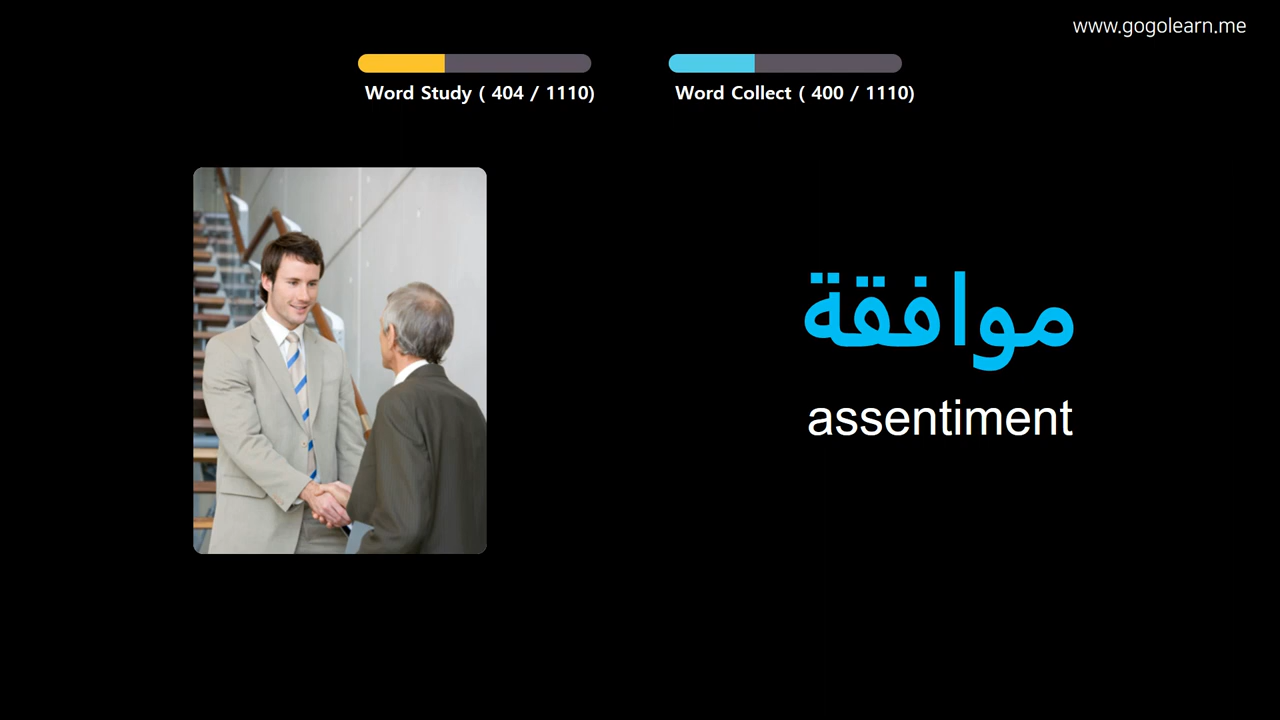 www.gogolearn.me
Word Study ( 404 / 1110)
Word Collect ( 400 / 1110)
موافقة
assentiment